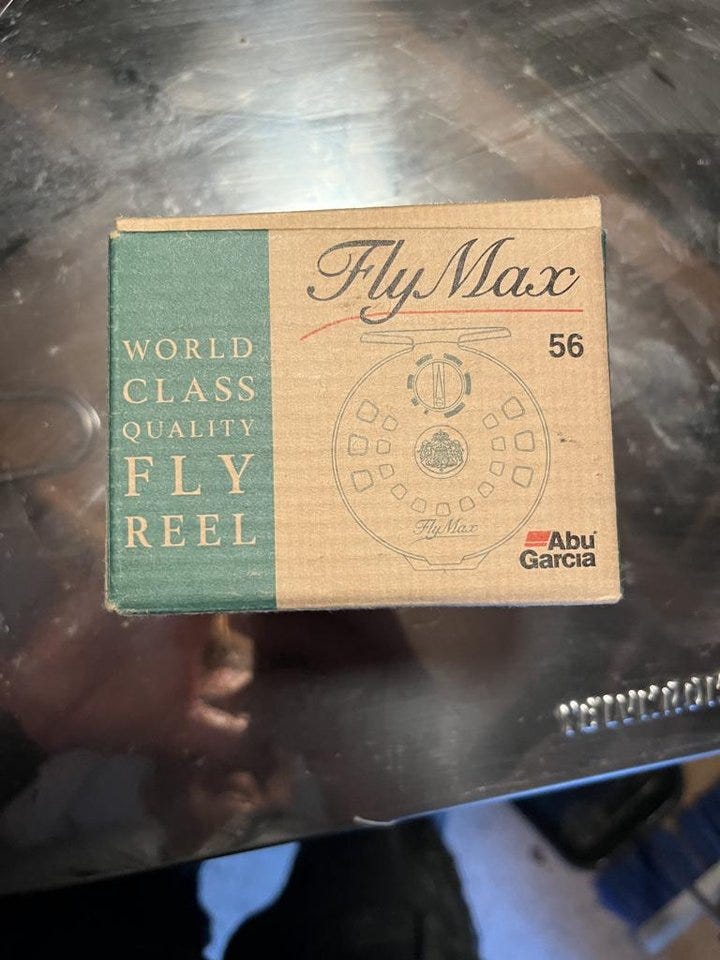 FlyMax
56
WORLD
CLASS
QUALITY
FLY
REEL
FlyMax
Abu
Garcia